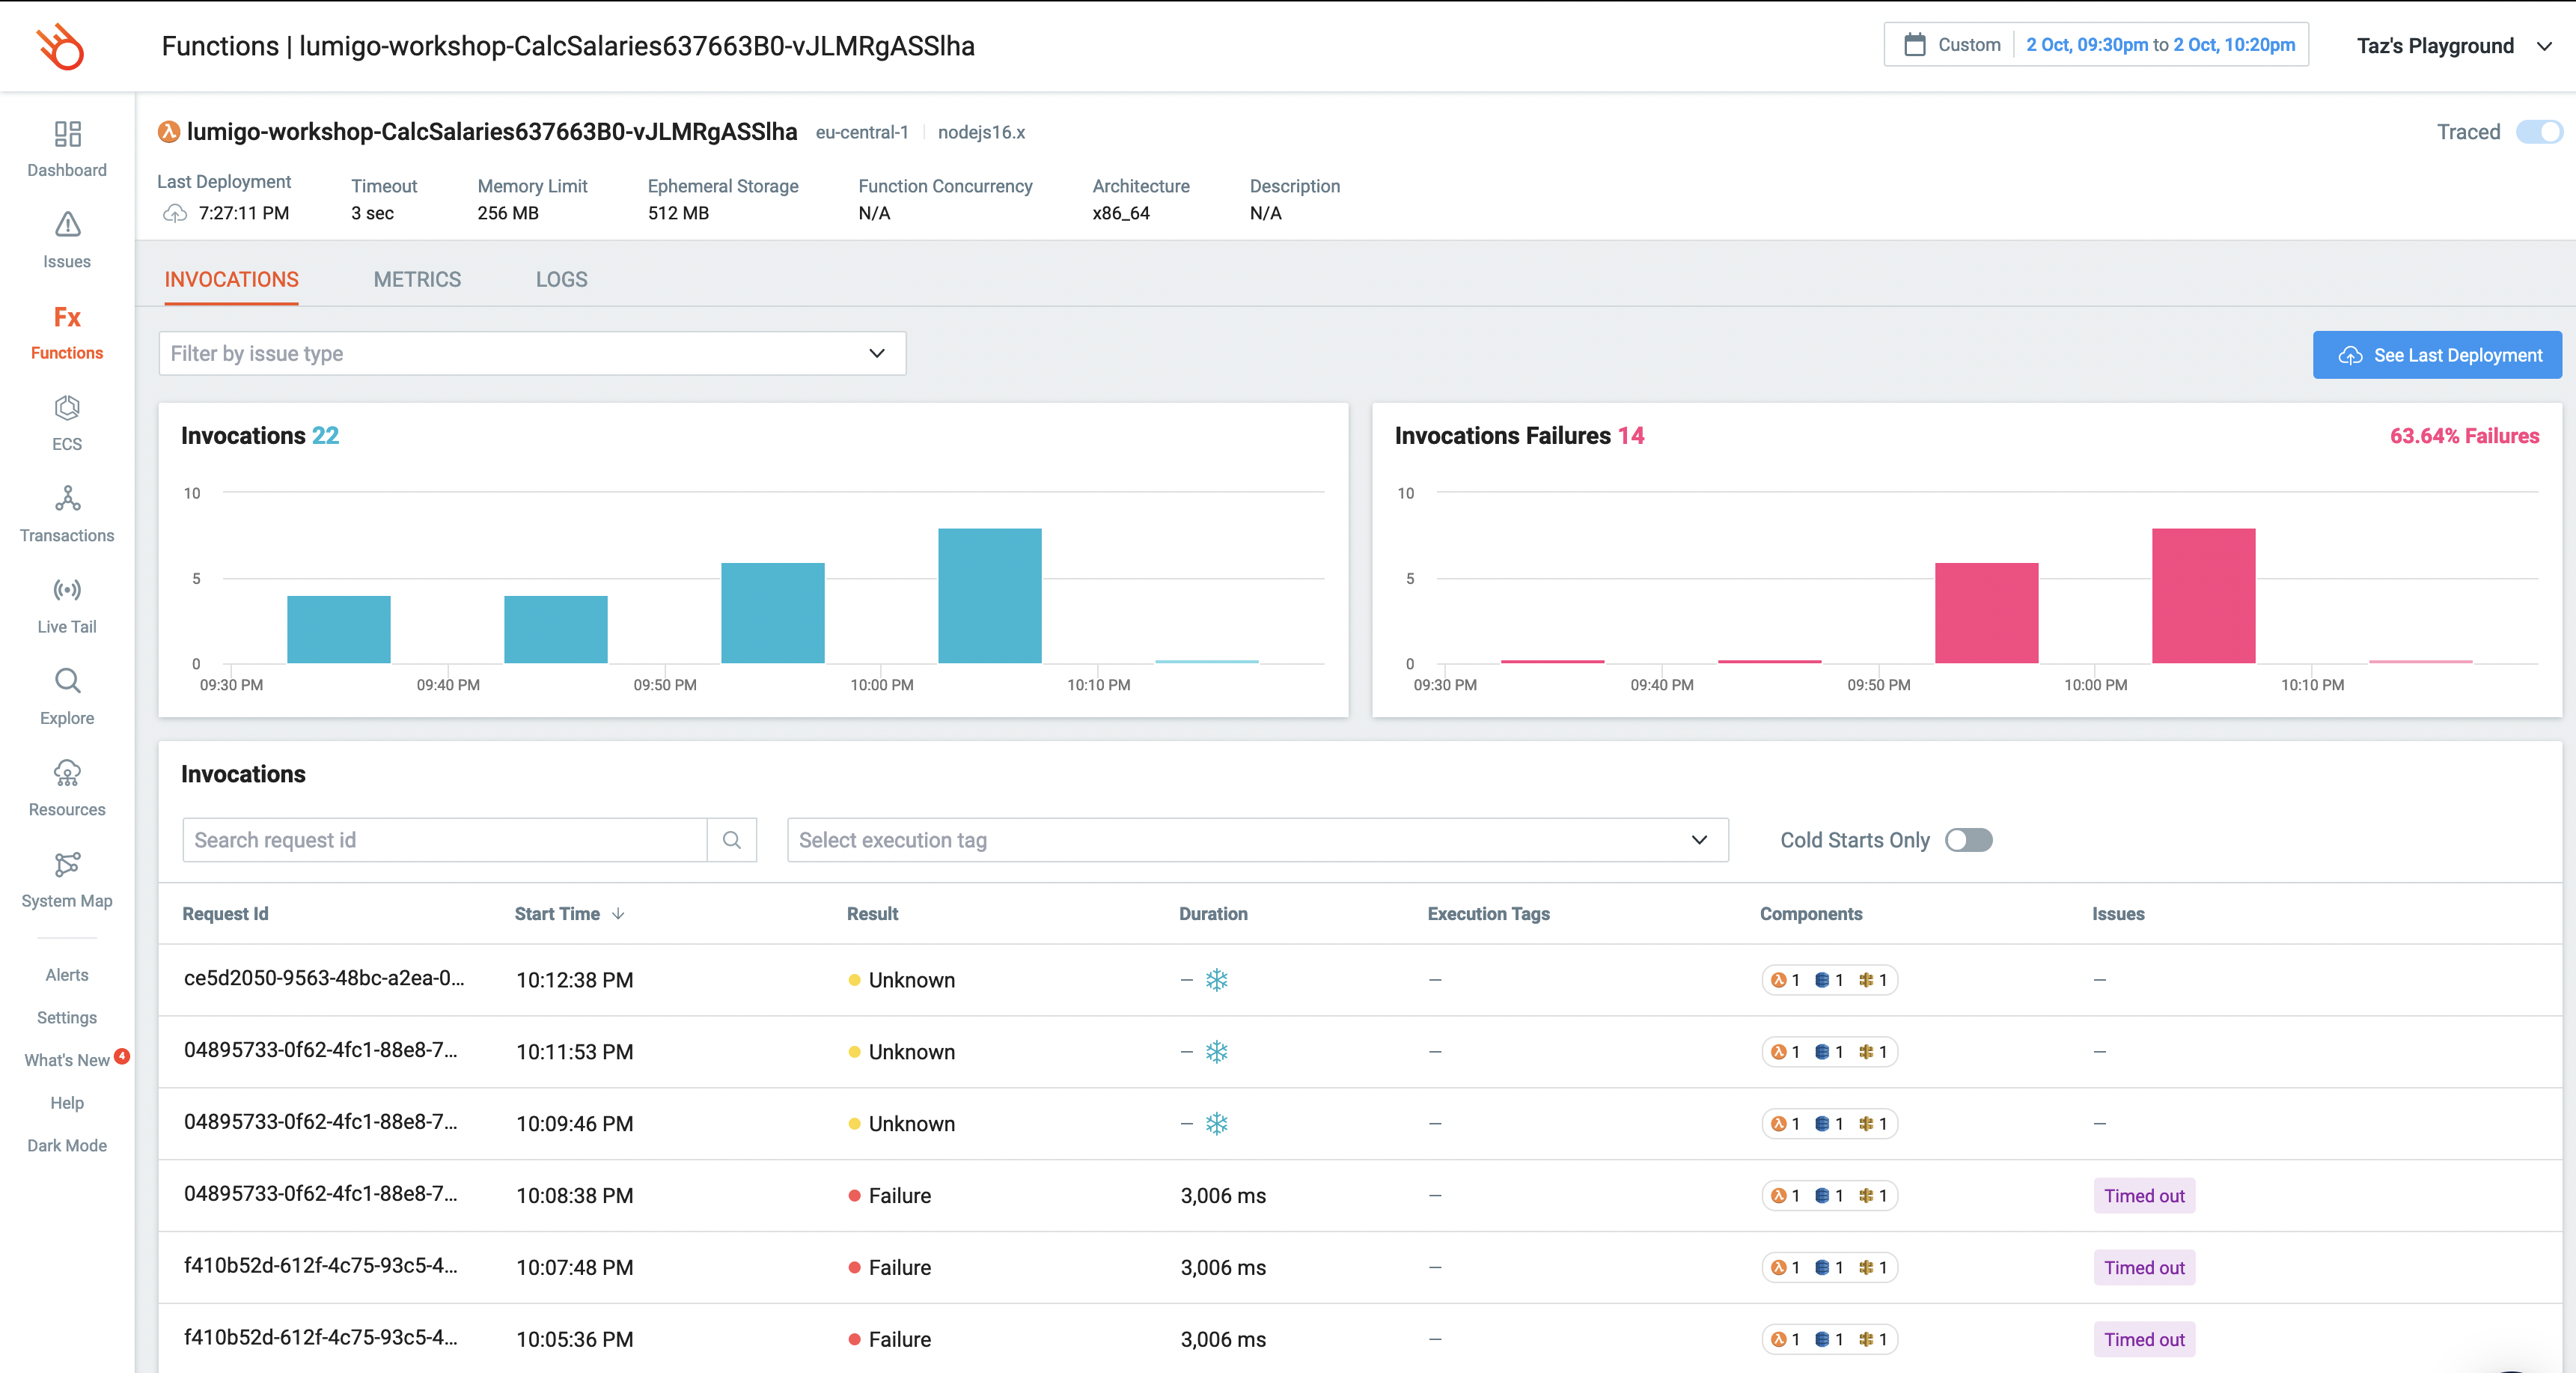 Functions | lumigo-workshop-CalcSalaries637663B0-vJLMRgASSlha
Custom 2 Oct, 09:30pm to 2 Oct, 10:20pm
Taz's Playground
Dashboard
Issues
Fx
Functions
ECS
Transactions
Live Tail
Explore
Resources
System Map
Alerts
Settings
What's New 4
Help
Dark Mode
lumigo-workshop-CalcSalaries637663B0-vJLMRgASSlha eu-central-1 nodejs16.x
Traced
Last Deployment Timeout Memory Limit Ephemeral Storage Function Concurrency Architecture Description
7:27:11 PM 3 sec 256 MB 512 MB N/A x86_64 N/A
INVOCATIONS METRICS LOGS
Filter by issue type
See Last Deployment
Invocations 22
10
5
0
09:30 PM 09:40 PM 09:50 PM 10:00 PM 10:10 PM
Invocations Failures 14
63.64% Failures
10
5
0
09:30 PM 09:40 PM 09:50 PM 10:00 PM 10:10 PM
Invocations
Search request id
Select execution tag
Cold Starts Only
Request Id Start Time Result Duration Execution Tags Components Issues
ce5d2050-9563-48bc-a2ea-0... 10:12:38 PM Unknown – – 1 1 1 –
04895733-0f62-4fc1-88e8-7... 10:11:53 PM Unknown – – 1 1 1 –
04895733-0f62-4fc1-88e8-7... 10:09:46 PM Unknown – – 1 1 1 –
04895733-0f62-4fc1-88e8-7... 10:08:38 PM Failure 3,006 ms – 1 1 1 Timed out
f410b52d-612f-4c75-93c5-4... 10:07:48 PM Failure 3,006 ms – 1 1 1 Timed out
f410b52d-612f-4c75-93c5-4... 10:05:36 PM Failure 3,006 ms – 1 1 1 Timed out